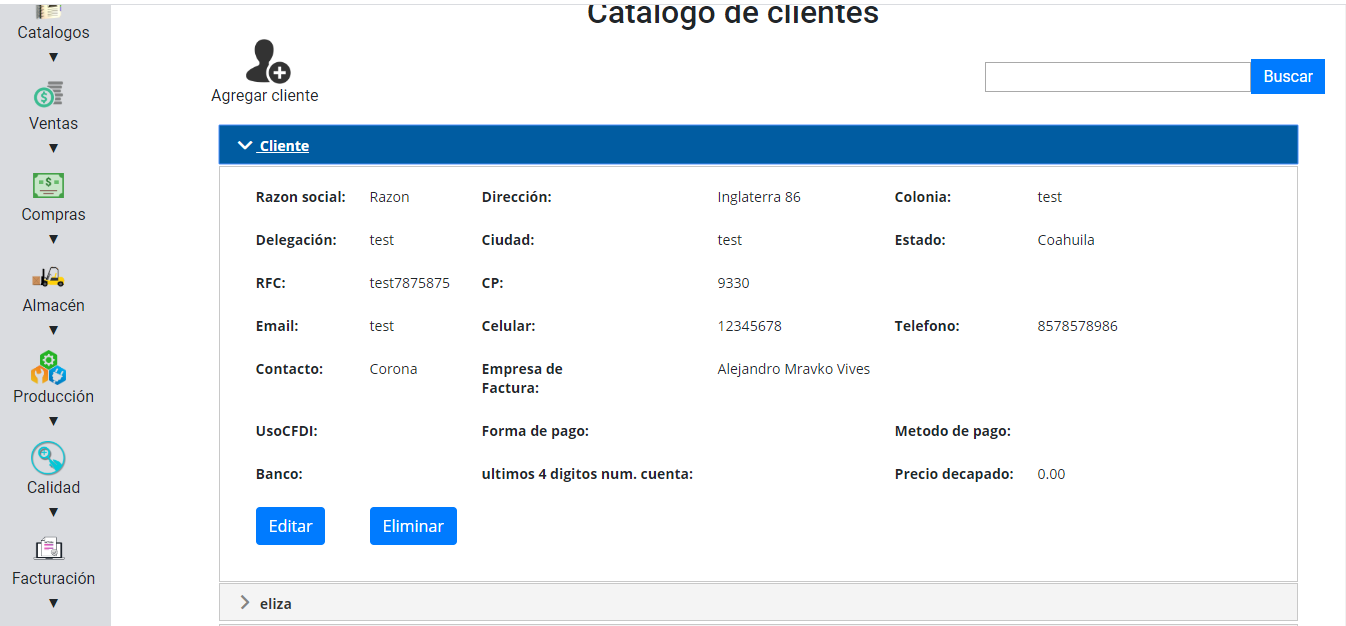 Catalogo de clientes
Catalogos
Ventas
Compras
Almacén
Producción
Calidad
Facturación
Agregar cliente
Buscar
Cliente
Razon social: Razon Dirección: Inglaterra 86 Colonia: test
Delegación: test Ciudad: test Estado: Coahuila
RFC: test7875875 CP: 9330
Email: test Celular: 12345678 Telefono: 8578578986
Contacto: Corona Empresa de Alejandro Mravko Vives
Factura:
UsoCFDI: Forma de pago: Metodo de pago:
Banco: ultimos 4 digitos num. cuenta: Precio decapado: 0.00
Editar Eliminar
eliza